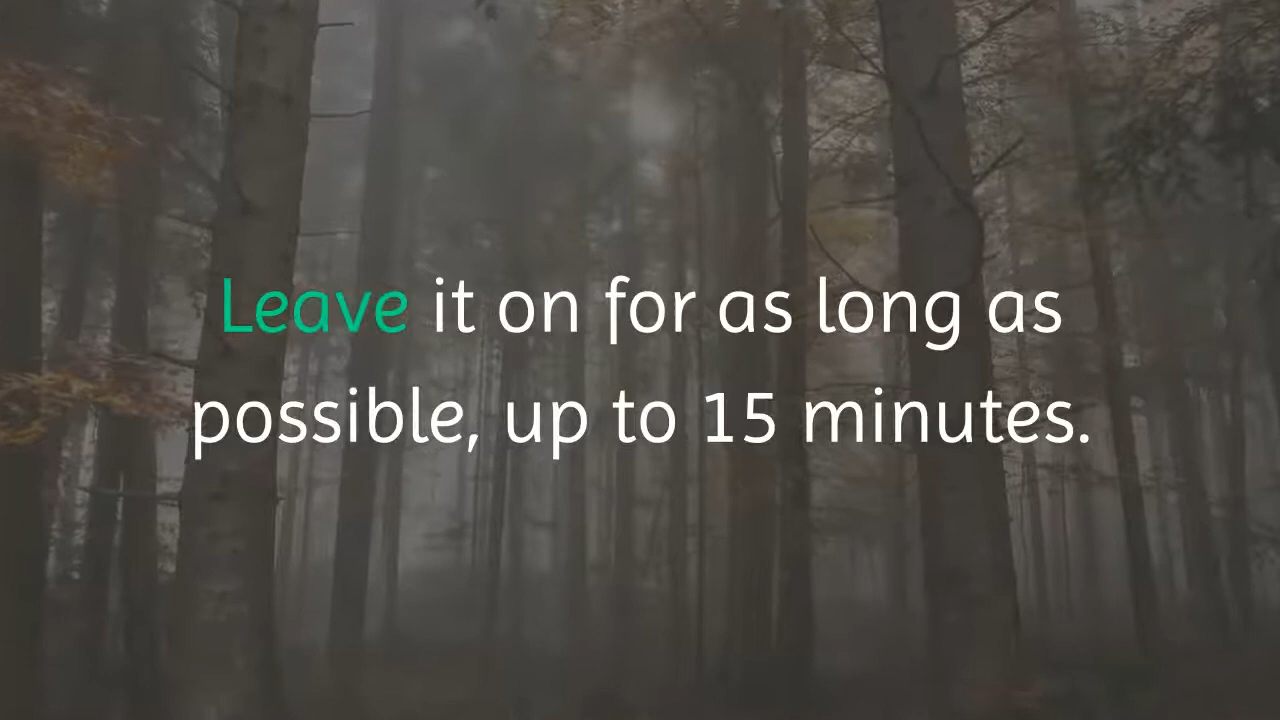 Leave it on for as long as
possible, up to 15 minutes.